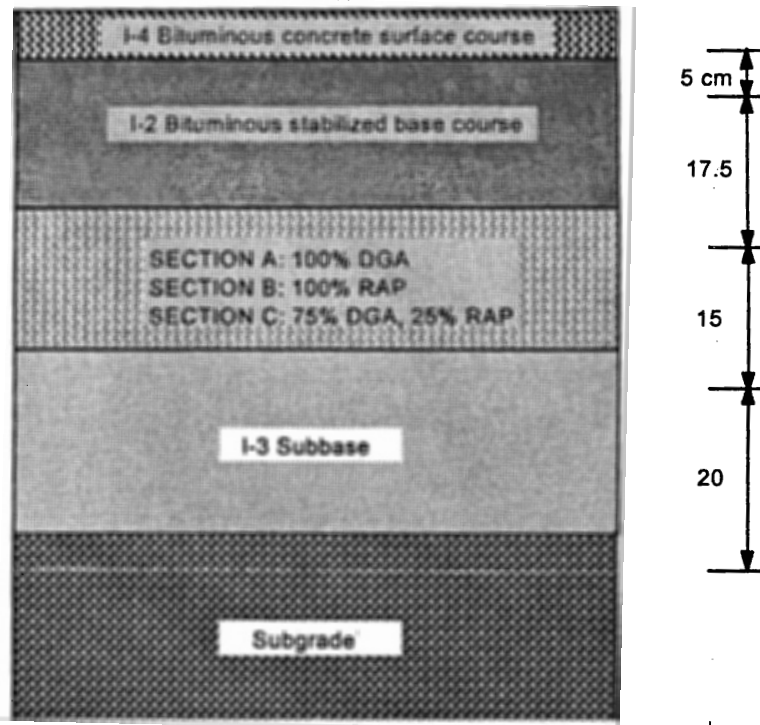 I-4 Bituminous concrete surface course
5 cm
I-2 Bituminous stabilized base course
17.5
SECTION A: 100% DGA
SECTION B: 100% RAP
SECTION C: 75% DGA, 25% RAP
15
I-3 Subbase
20
Subgrade